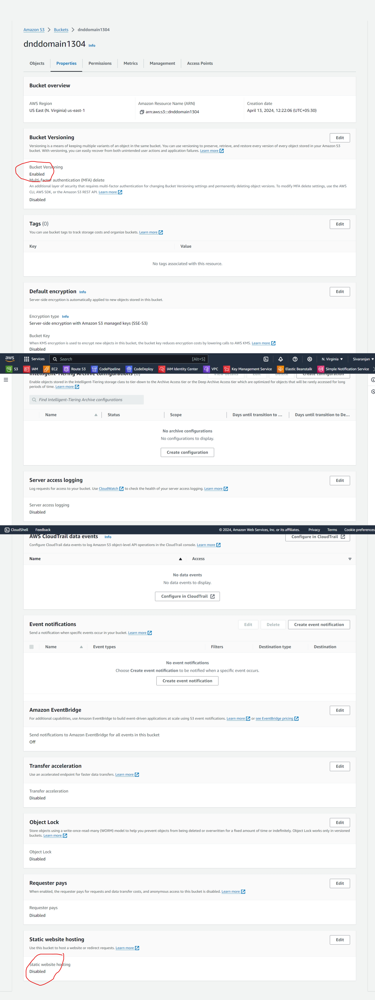 Amazon S3 > Buckets > dnddomain1304
dnddomain1304 Info
Objects Properties Permissions Metrics Management Access Points
Bucket overview
AWS Region
US East (N. Virginia) us-east-1
Amazon Resource Name (ARN)
arn:aws:s3:::dnddomain1304
Creation date
April 13, 2024, 12:22:06 (UTC+05:30)
Bucket Versioning
Edit
Versioning is a means of keeping multiple variants of an object in the same bucket. You can use versioning to preserve, retrieve, and restore every version of every object stored in your Amazon S3
bucket. With versioning, you can easily recover from both unintended user actions and application failures. Learn more
Bucket Versioning
Enabled
Multi-factor authentication (MFA) delete
An additional layer of security that requires multi-factor authentication for changing Bucket Versioning settings and permanently deleting object versions. To modify MFA delete settings, use the AWS
CLI, AWS SDK, or the Amazon S3 REST API. Learn more
Disabled
Tags (0)
Edit
You can use bucket tags to track storage costs and organize buckets. Learn more
Key Value
No tags associated with this resource.
Default encryption Info
Edit
Server-side encryption is automatically applied to new objects stored in this bucket.
Encryption type Info
Server-side encryption with Amazon S3 managed keys (SSE-S3)
Bucket Key
When KMS encryption is used to encrypt new objects in this bucket, the bucket key reduces encryption costs by lowering calls to AWS KMS. Learn more
Disabled
aws Services Search [Alt+S] N. Virginia Sivaranjan
S3 IAM EC2 Route 53 CodePipeline CodeDeploy IAM Identity Center VPC Key Management Service Elastic Beanstalk Simple Notification Service
Intelligent-Tiering Archive configurations (0) View details Edit Delete Create configuration
Enable objects stored in the Intelligent-Tiering storage class to tier-down to the Archive Access tier or the Deep Archive Access tier which are optimized for objects that will be rarely accessed for long
periods of time. Learn more
Find Intelligent-Tiering Archive configurations
Name Status Scope Days until transition to ... Days until transition to De...
No archive configurations
No configurations to display.
Create configuration
Server access logging
Edit
Log requests for access to your bucket. Use CloudWatch to check the health of your server access logging. Learn more
Server access logging
Disabled
CloudShell Feedback © 2024, Amazon Web Services, Inc. or its affiliates. Privacy Terms Cookie preferences
AWS CloudTrail data events Info Configure in CloudTrail
Configure CloudTrail data events to log Amazon S3 object-level API operations in the CloudTrail console. Learn more
Name Access
No data events
No data events to display.
Configure in CloudTrail
Event notifications
Edit Delete Create event notification
Send a notification when specific events occur in your bucket. Learn more
Name Event types Filters Destination type Destination
No event notifications
Choose Create event notification to be notified when a specific event occurs.
Create event notification
Amazon EventBridge
Edit
For additional capabilities, use Amazon EventBridge to build event-driven applications at scale using S3 event notifications. Learn more or see EventBridge pricing
Send notifications to Amazon EventBridge for all events in this bucket
Off
Transfer acceleration
Edit
Use an accelerated endpoint for faster data transfers. Learn more
Transfer acceleration
Disabled
Object Lock
Edit
Store objects using a write-once-read-many (WORM) model to help you prevent objects from being deleted or overwritten for a fixed amount of time or indefinitely. Object Lock works only in versioned
buckets. Learn more
Object Lock
Disabled
Requester pays
Edit
When enabled, the requester pays for requests and data transfer costs, and anonymous access to this bucket is disabled. Learn more
Requester pays
Disabled
Static website hosting
Edit
Use this bucket to host a website or redirect requests. Learn more
Static website hosting
Disabled